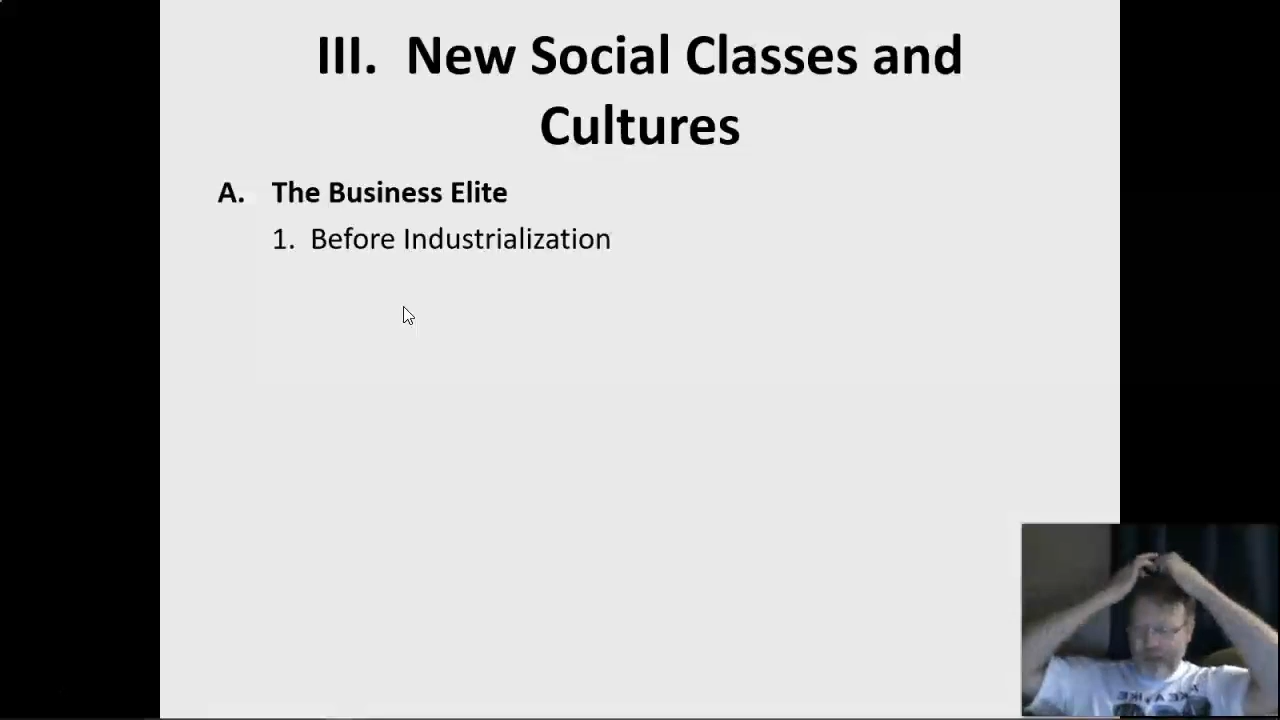 III. New Social Classes and
Cultures
A. The Business Elite
1. Before Industrialization